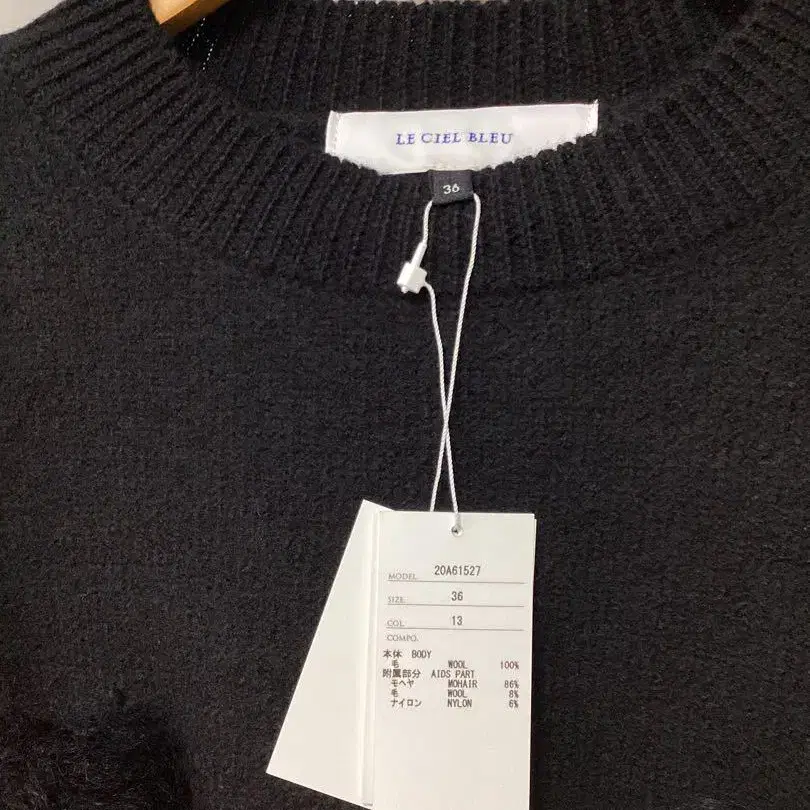 LE CIEL BLEU
36
MODEL 20A61527
SIZE 36
COL 13
COMPO.
本体 BODY
毛 WOOL 100%
附属部分 AIDS PART
モヘヤ MOHAIR 86%
毛 WOOL 8%
ナイロン NYLON 6%